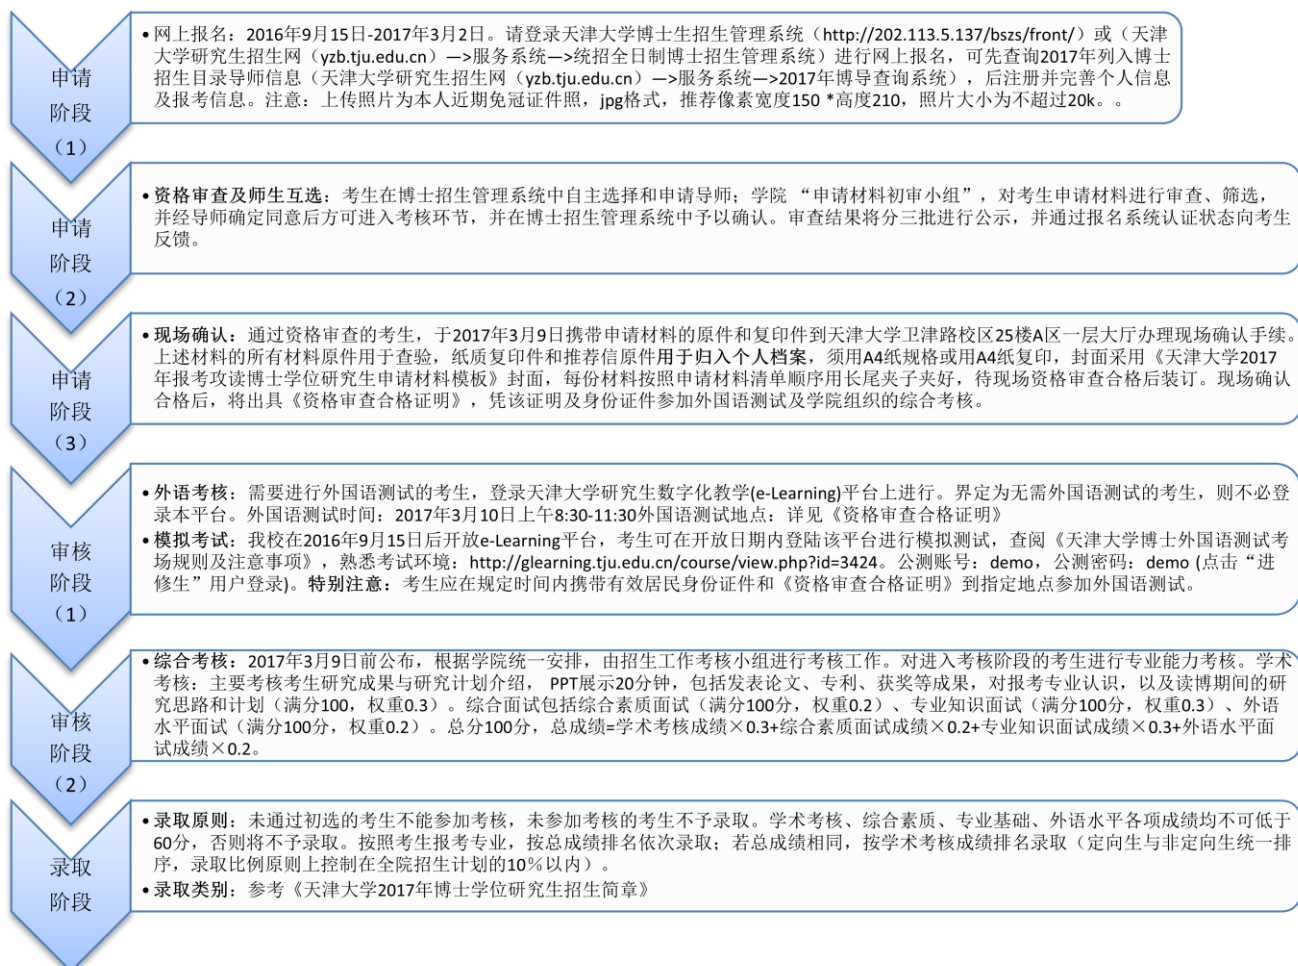 申请
阶段
（1）
• 网上报名：2016年9月15日-2017年3月2日。请登录天津大学博士生招生管理系统（http://202.113.5.137/bszs/front/）或（天津
大学研究生招生网（yzb.tju.edu.cn）—>服务系统—>统招全日制博士招生管理系统）进行网上报名，可先查询2017年列入博士
招生目录导师信息（天津大学研究生招生网（yzb.tju.edu.cn）—>服务系统—>2017年博导查询系统），后注册并完善个人信息
及报考信息。注意：上传照片为本人近期免冠证件照，jpg格式，推荐像素宽度150 *高度210，照片大小为不超过20k。。
申请
阶段
（2）
• 资格审查及师生互选：考生在博士招生管理系统中自主选择和申请导师；学院 “申请材料初审小组”，对考生申请材料进行审查、筛选，
并经导师确定同意后方可进入考核环节，并在博士招生管理系统中予以确认。审查结果将分三批进行公示，并通过报名系统认证状态向考生
反馈。
申请
阶段
（3）
• 现场确认：通过资格审查的考生，于2017年3月9日携带申请材料的原件和复印件到天津大学卫津路校区25楼A区一层大厅办理现场确认手续。
上述材料的所有材料原件用于查验，纸质复印件和推荐信原件用于归入个人档案，须用A4纸规格或用A4纸复印，封面采用《天津大学2017
年报考攻读博士学位研究生申请材料模板》封面，每份材料按照申请材料清单顺序用长尾夹子夹好，待现场资格审查合格后装订。现场确认
合格后，将出具《资格审查合格证明》，凭该证明及身份证件参加外国语测试及学院组织的综合考核。
审核
阶段
（1）
• 外语考核：需要进行外国语测试的考生，登录天津大学研究生数字化教学(e-Learning)平台上进行。界定为无需外国语测试的考生，则不必登
录本平台。外国语测试时间：2017年3月10日上午8:30-11:30外国语测试地点：详见《资格审查合格证明》
• 模拟考试：我校在2016年9月15日后开放e-Learning平台，考生可在开放日期内登陆该平台进行模拟测试，查阅《天津大学博士外国语测试考
场规则及注意事项》，熟悉考试环境：http://glearning.tju.edu.cn/course/view.php?id=3424。公测账号：demo，公测密码：demo (点击“进
修生”用户登录)。特别注意：考生应在规定时间内携带有效居民身份证件和《资格审查合格证明》到指定地点参加外国语测试。
审核
阶段
（2）
• 综合考核：2017年3月9日前公布，根据学院统一安排，由招生工作考核小组进行考核工作。对进入考核阶段的考生进行专业能力考核。学术
考核：主要考核考生研究成果与研究计划介绍， PPT展示20分钟，包括发表论文、专利、获奖等成果，对报考专业认识，以及读博期间的研
究思路和计划（满分100，权重0.3）。综合面试包括综合素质面试（满分100分，权重0.2）、专业知识面试（满分100分，权重0.3）、外语
水平面试（满分100分，权重0.2）。总分100分，总成绩=学术考核成绩×0.3+综合素质面试成绩×0.2+专业知识面试成绩×0.3+外语水平面
试成绩×0.2。
录取
阶段
• 录取原则：未通过初选的考生不能参加考核，未参加考核的考生不予录取。学术考核、综合素质、专业基础、外语水平各项成绩均不可低于
60分，否则将不予录取。按照考生报考专业，按总成绩排名依次录取；若总成绩相同，按学术考核成绩排名录取（定向生与非定向生统一排
序，录取比例原则上控制在全院招生计划的10%以内）。
• 录取类别：参考《天津大学2017年博士学位研究生招生简章》